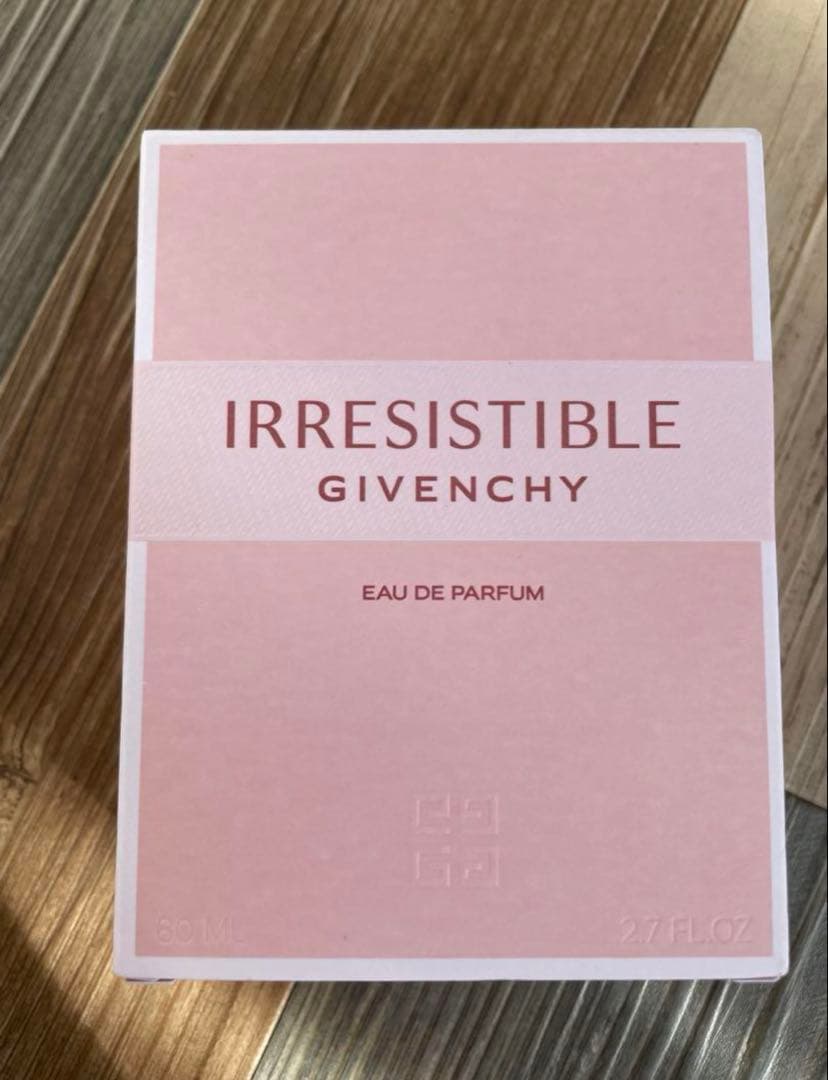 IRRESISTIBLE
GIVENCHY
EAU DE PARFUM
80 ML
2.7 FL.OZ